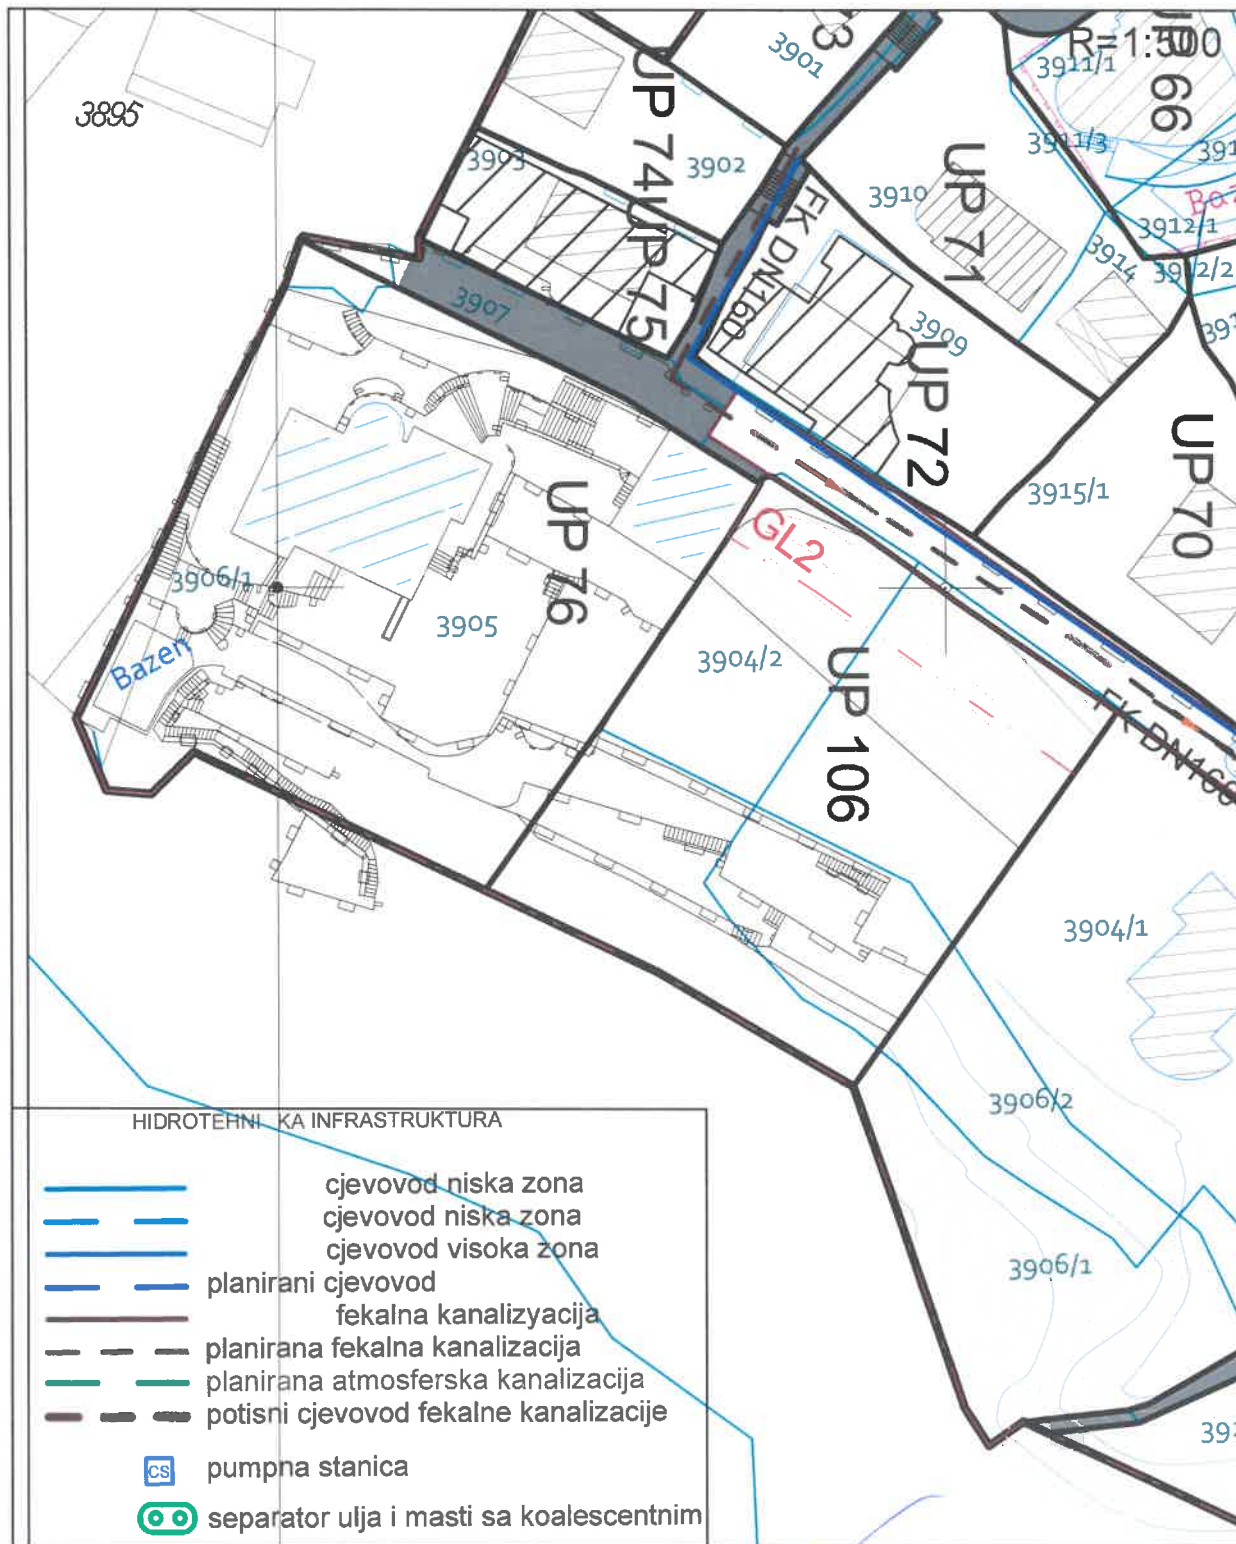 R=1:500
3895
3901
3911/1
UP 66
3903
UP 74
3902
3911/3
3910
UP 71
3912/1
3914
3907
UP 75
FK DN160
3909
UP 72
UP 70
3915/1
GL2
UP 76
3906/1
3905
Bazen
3904/2
UP 106
3904/1
3906/2
3906/1
HIDROTEHNI KA INFRASTRUKTURA
cjevovod niska zona
cjevovod niska zona
cjevovod visoka zona
planirani cjevovod
fekalna kanalizyacija
planirana fekalna kanalizacija
planirana atmosferska kanalizacija
potisni cjevovod fekalne kanalizacije
CS pumpna stanica
separator ulja i masti sa koalescentnim